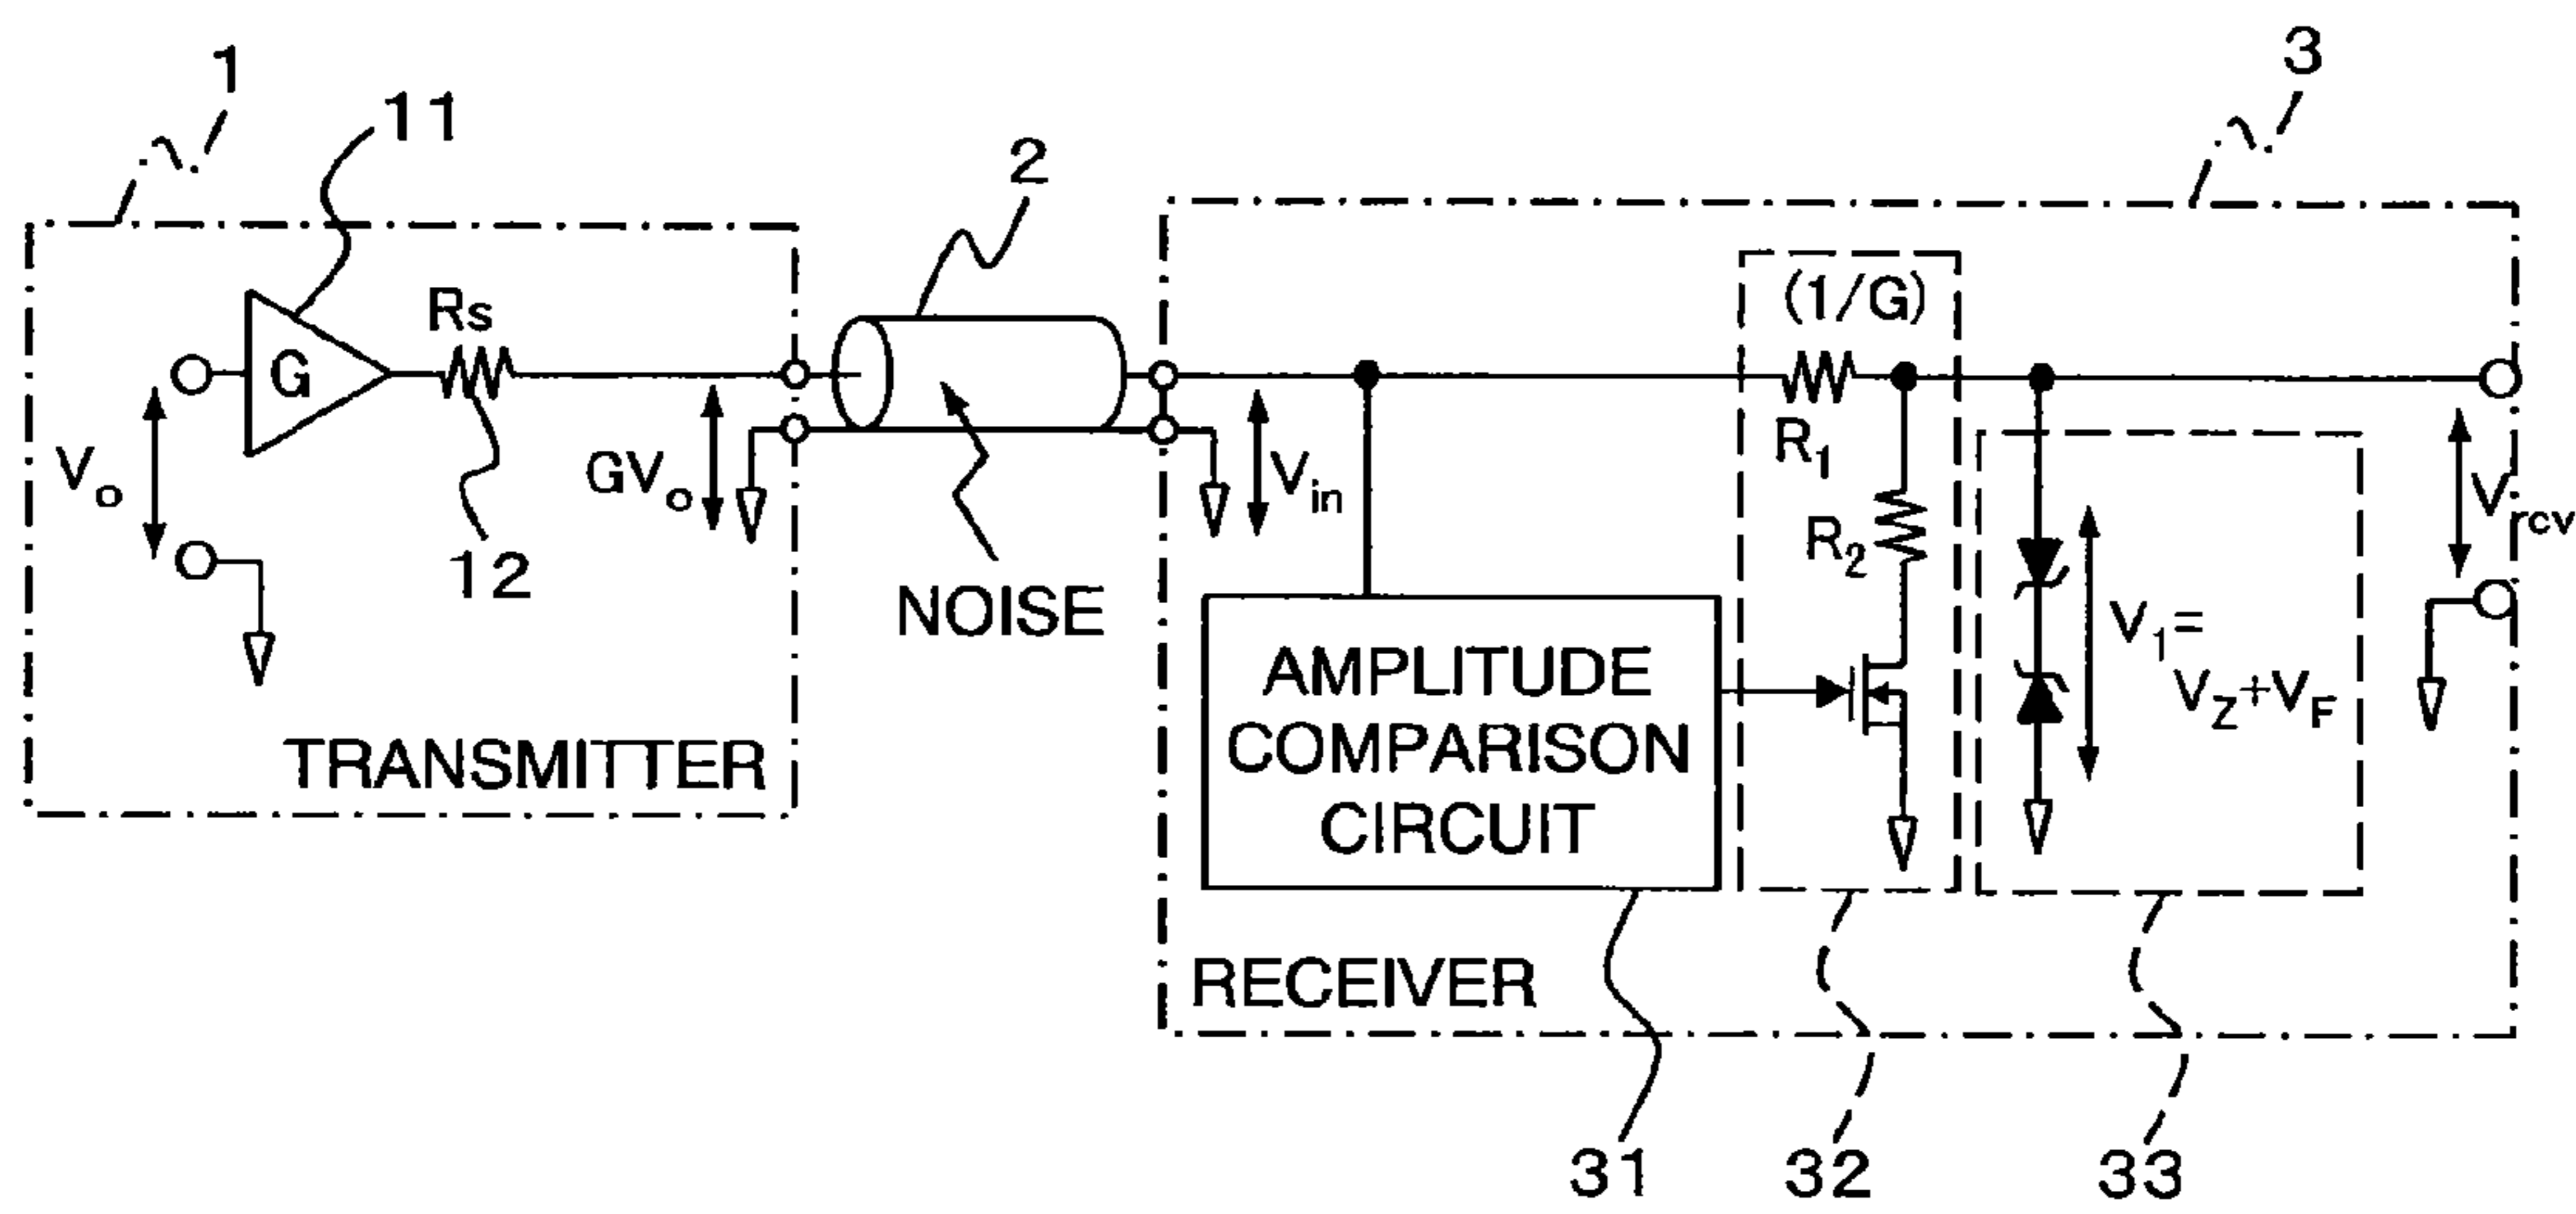 1
11
2
3
Rs
G
(1/G)
Vo
GVo
Vin
R1
R2
Vrcv
12
NOISE
V1=
VZ+VF
AMPLITUDE
COMPARISON
CIRCUIT
TRANSMITTER
RECEIVER
31
32
33